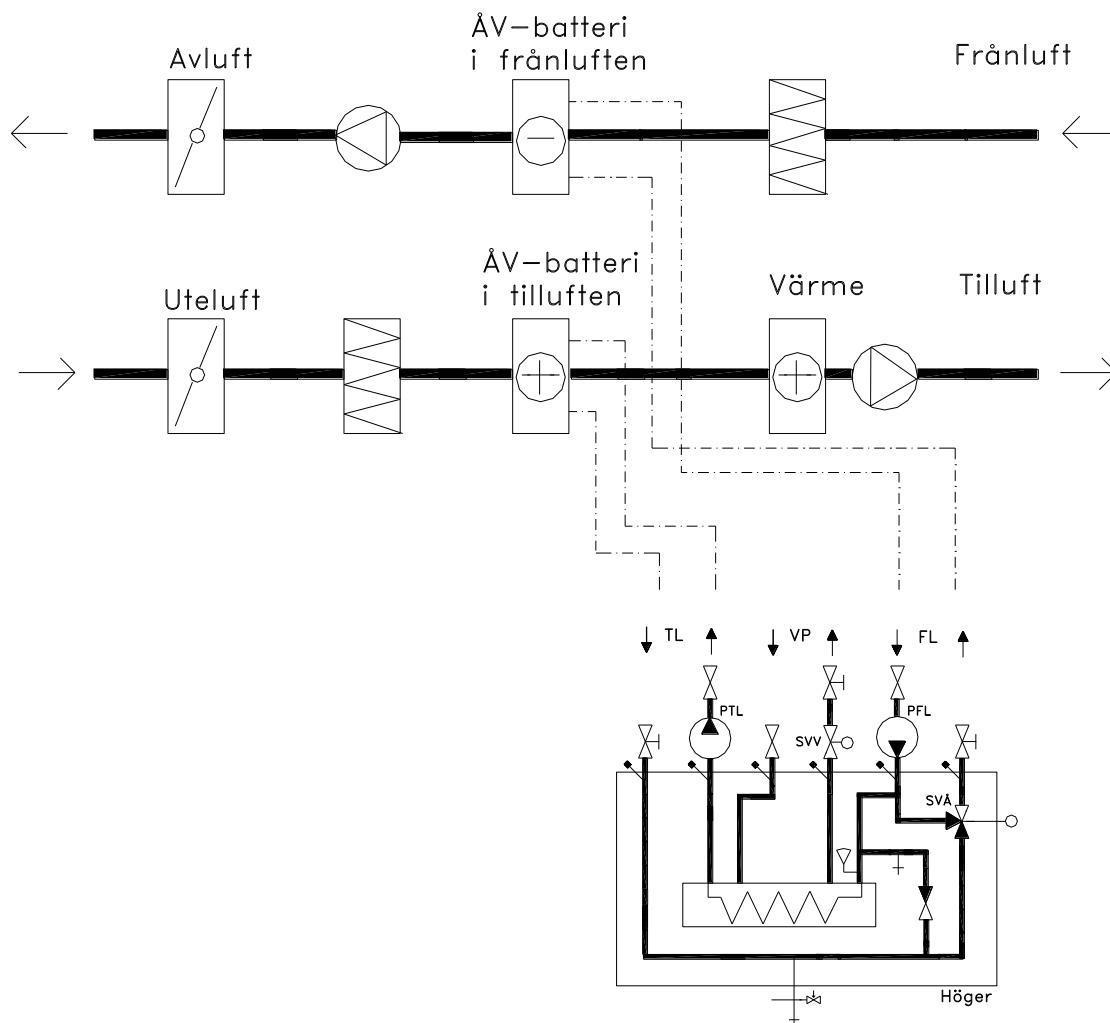 ÅV-batteri
i frånluften
Avluft
Frånluft
ÅV-batteri
i tilluften
Uteluft
Värme
Tilluft
TL
VP
FL
PTL
PFL
SVV
SVÅ
Höger